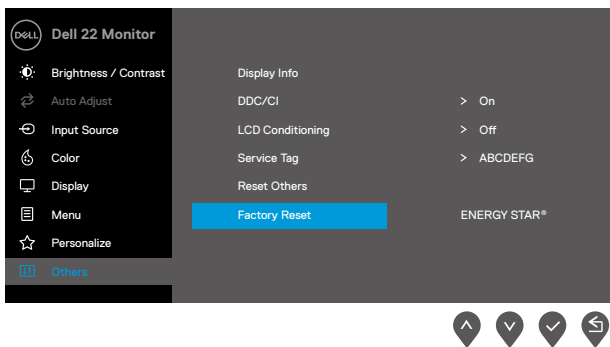 DELL Dell 22 Monitor
Brightness / Contrast
Auto Adjust
Input Source
Color
Display
Menu
Personalize
Others
Display Info
DDC/CI > On
LCD Conditioning > Off
Service Tag > ABCDEFG
Reset Others
Factory Reset ENERGY STAR®